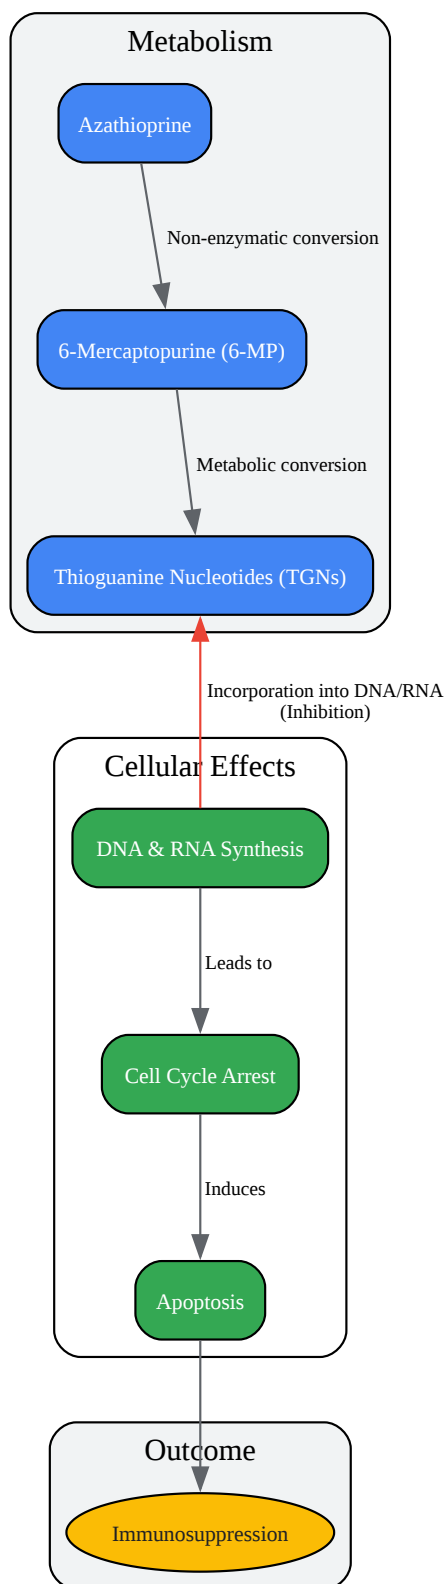 Metabolism
Azathioprine
Non-enzymatic conversion
6-Mercaptopurine (6-MP)
Metabolic conversion
Thioguanine Nucleotides (TGNs)
Incorporation into DNA/RNA
(Inhibition)
Cellular Effects
DNA & RNA Synthesis
Leads to
Cell Cycle Arrest
Induces
Apoptosis
Outcome
Immunosuppression